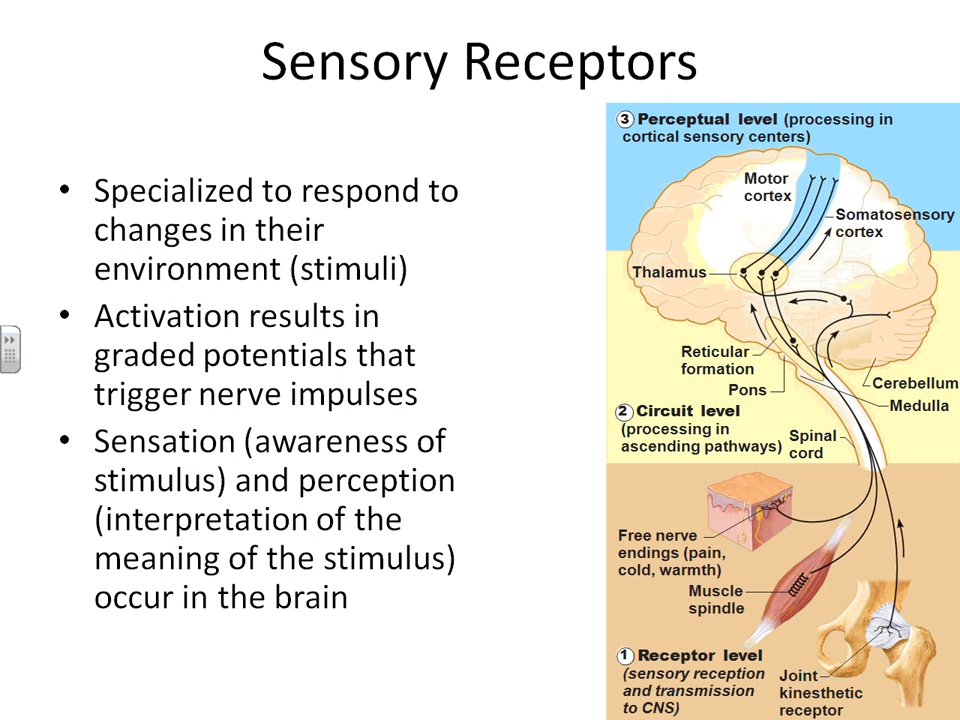 Sensory Receptors
• Specialized to respond to
changes in their
environment (stimuli)
• Activation results in
graded potentials that
trigger nerve impulses
• Sensation (awareness of
stimulus) and perception
(interpretation of the
meaning of the stimulus)
occur in the brain
3 Perceptual level (processing in
cortical sensory centers)
Motor
cortex
Somatosensory
cortex
Thalamus
Reticular
formation
Pons
Cerebellum
Medulla
2 Circuit level
(processing in
ascending pathways)
Spinal
cord
Free nerve
endings (pain,
cold, warmth)
Muscle
spindle
1 Receptor level
(sensory reception
and transmission
to CNS)
Joint
kinesthetic
receptor